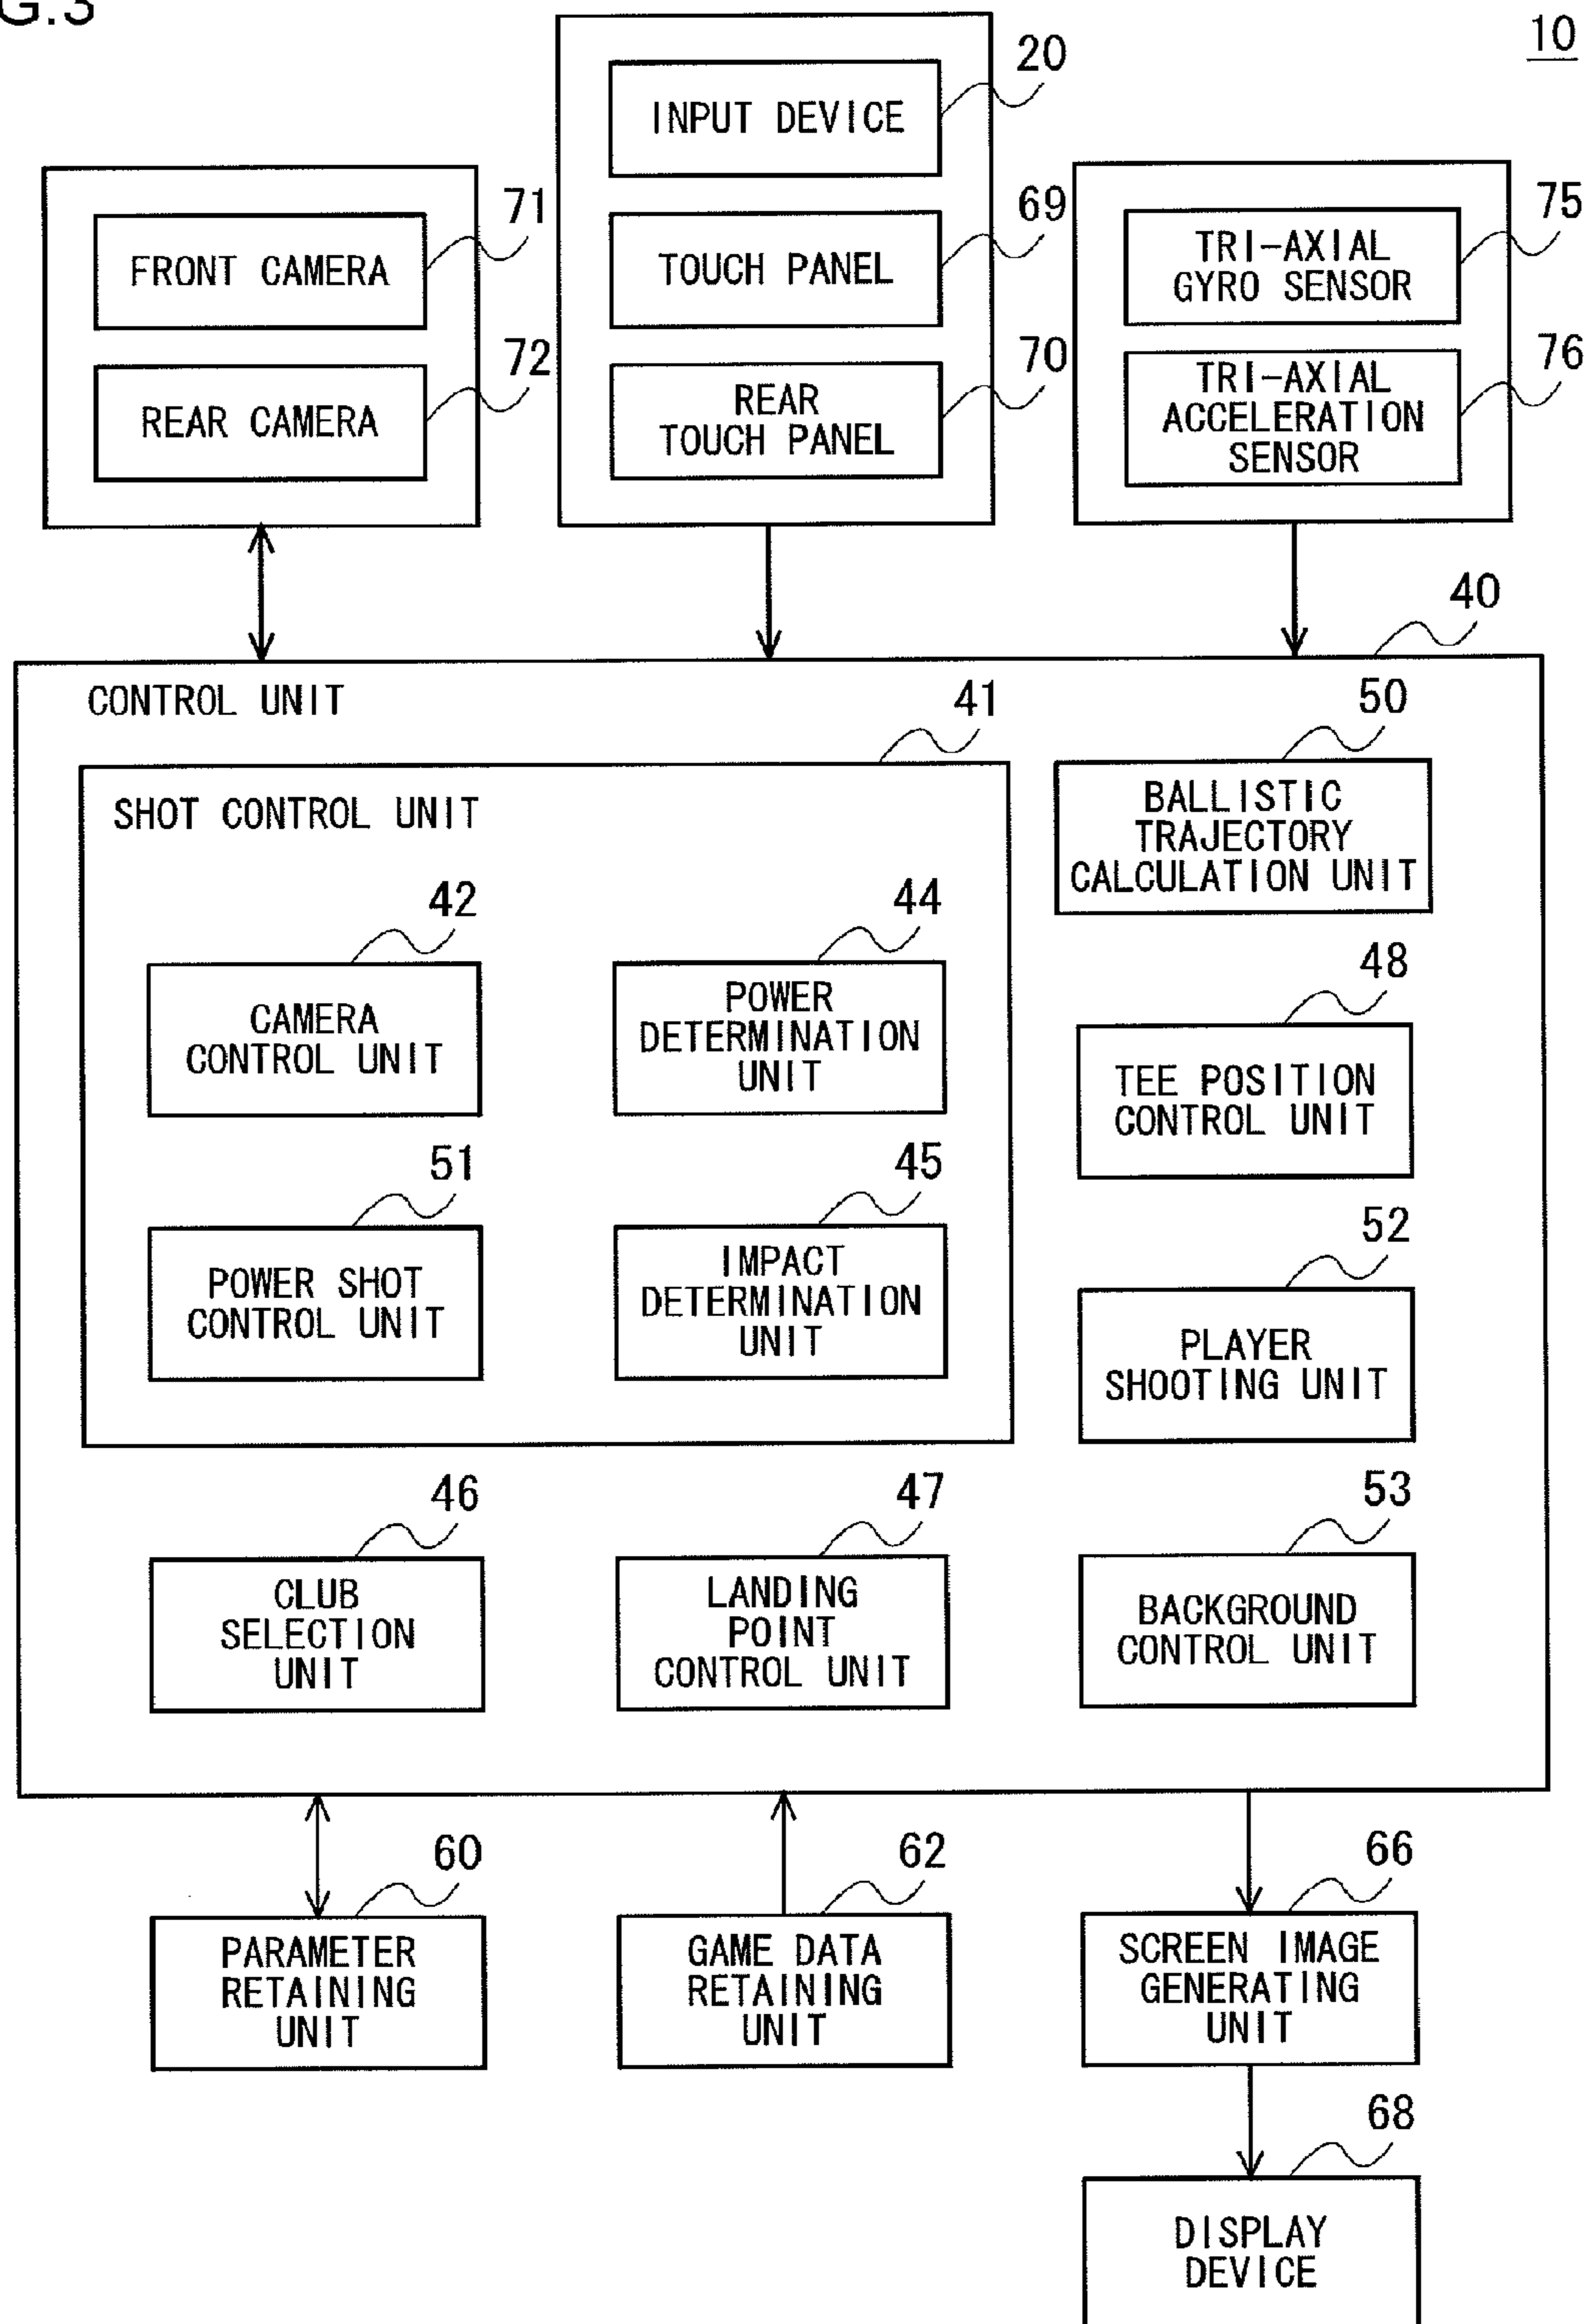 G.3
10
20
INPUT DEVICE
71
FRONT CAMERA
69
TOUCH PANEL
75
TRI-AXIAL
GYRO SENSOR
72
REAR CAMERA
70
REAR
TOUCH PANEL
76
TRI-AXIAL
ACCELERATION
SENSOR
40
CONTROL UNIT
41
SHOT CONTROL UNIT
50
BALLISTIC
TRAJECTORY
CALCULATION UNIT
42
CAMERA
CONTROL UNIT
44
POWER
DETERMINATION
UNIT
48
TEE POSITION
CONTROL UNIT
51
POWER SHOT
CONTROL UNIT
45
IMPACT
DETERMINATION
UNIT
52
PLAYER
SHOOTING UNIT
46
CLUB
SELECTION
UNIT
47
LANDING
POINT
CONTROL UNIT
53
BACKGROUND
CONTROL UNIT
60
PARAMETER
RETAINING
UNIT
62
GAME DATA
RETAINING
UNIT
66
SCREEN IMAGE
GENERATING
UNIT
68
DISPLAY
DEVICE